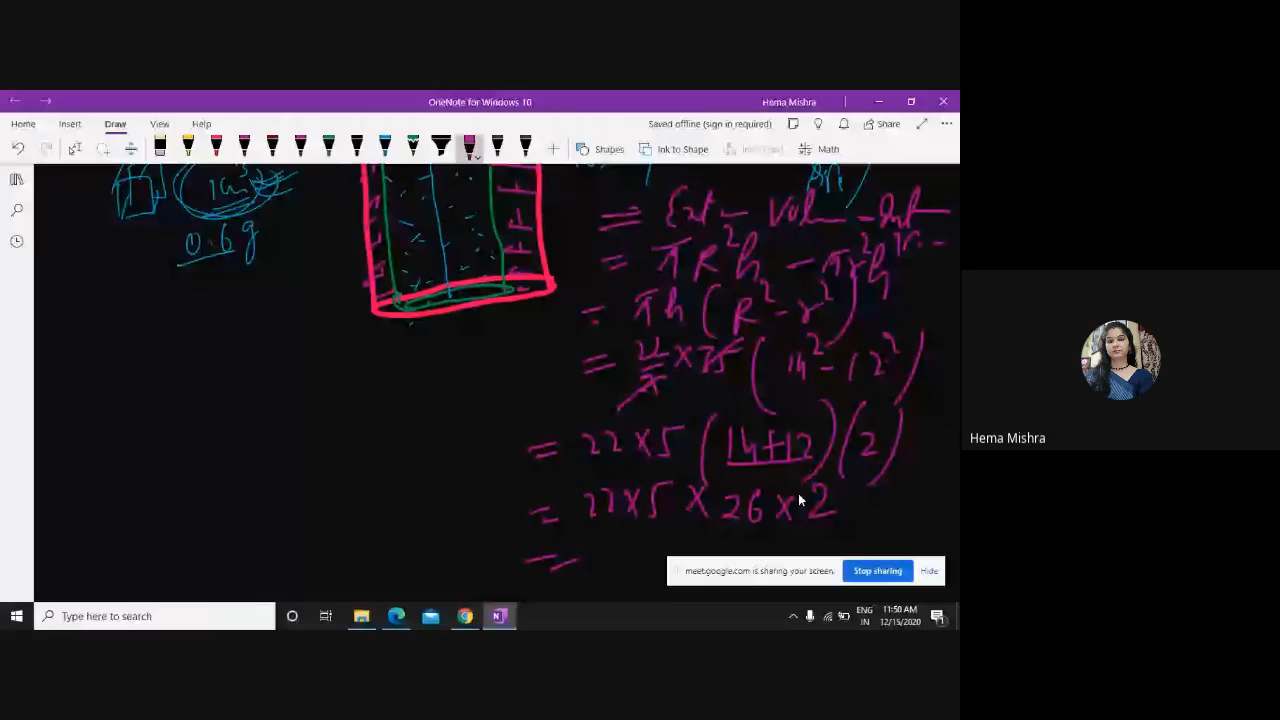 OneNote for Windows 10
Hema Mishra
Home Insert Draw View Help
Saved offline (sign in required)
Share
Shapes
Ink to Shape
Math
1cm³
0.6g
⇒ Ext - Vol - Int
= πR²h - πr²h
= πh (R² - r²)
= 22/7 × 35 (14² - 12²)
= 22 × 5 (14+12) (2)
= 22 × 5 × 26 × 2
=
meet.google.com is sharing your screen.
Stop sharing
Hide
Type here to search
ENG
IN
11:50 AM
12/15/2020
Hema Mishra